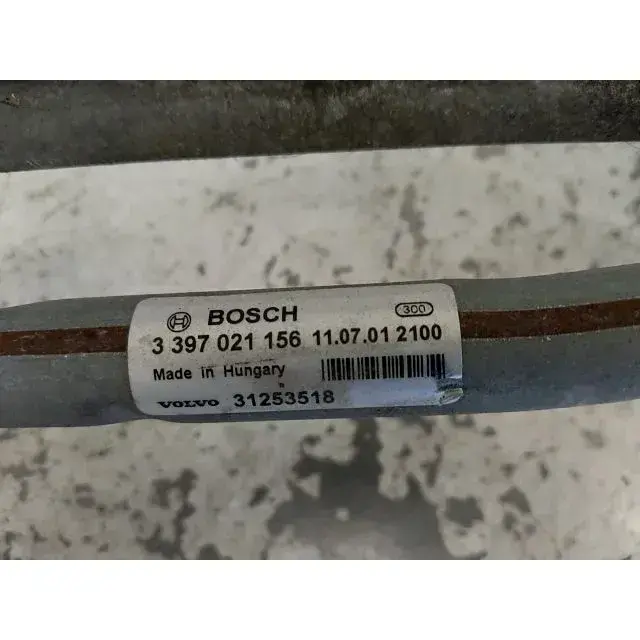 BOSCH 300
3 397 021 156 11.07.01 2100
Made in Hungary
VOLVO 31253518